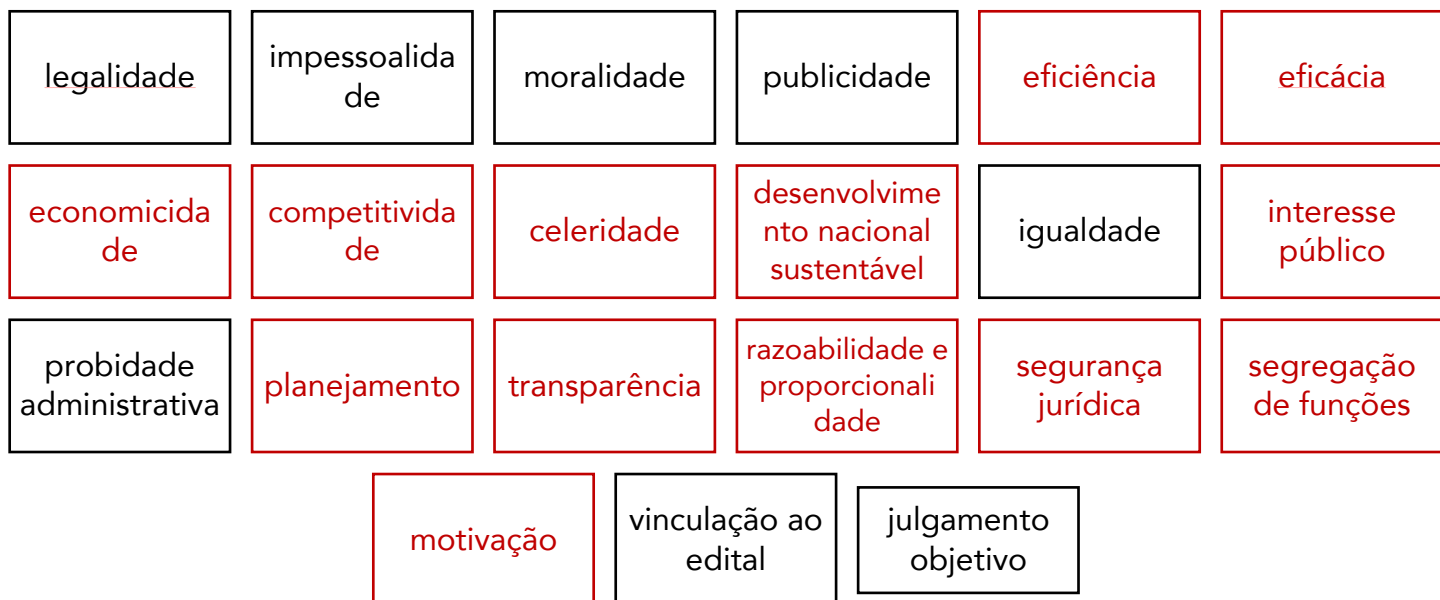 legalidade
impessoalida
de
moralidade
publicidade
eficiência
eficácia
economicida
de
competitivida
de
celeridade
desenvolvime
nto nacional
sustentável
igualdade
interesse
público
probidade
administrativa
planejamento
transparência
razoabilidade e
proporcionali
dade
segurança
jurídica
segregação
de funções
motivação
vinculação ao
edital
julgamento
objetivo